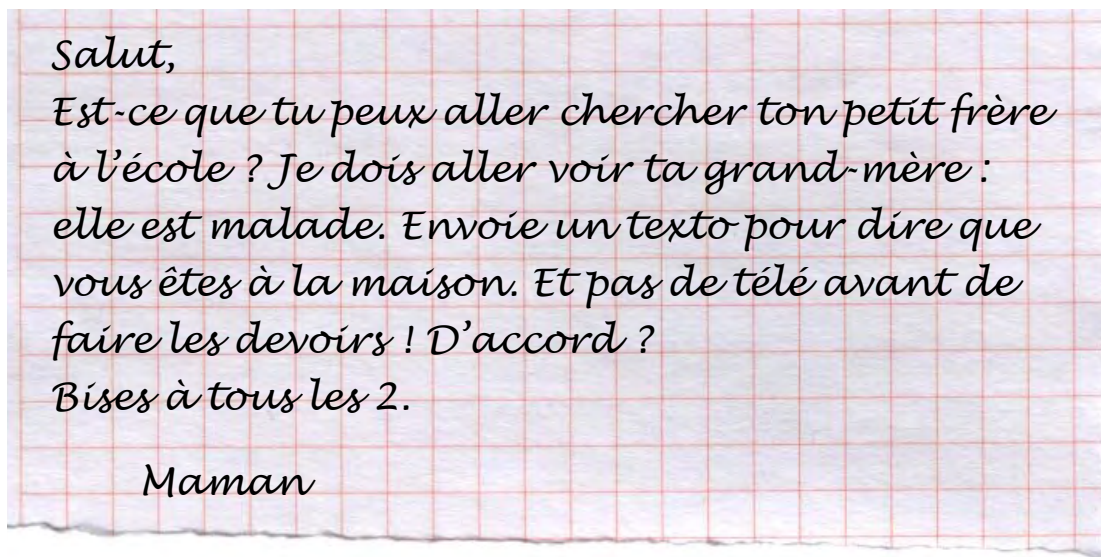 Salut,
Est-ce que tu peux aller chercher ton petit frère
à l'école ? Je dois aller voir ta grand-mère :
elle est malade. Envoie un texto pour dire que
vous êtes à la maison. Et pas de télé avant de
faire les devoirs ! D'accord ?
Bises à tous les 2.
Maman